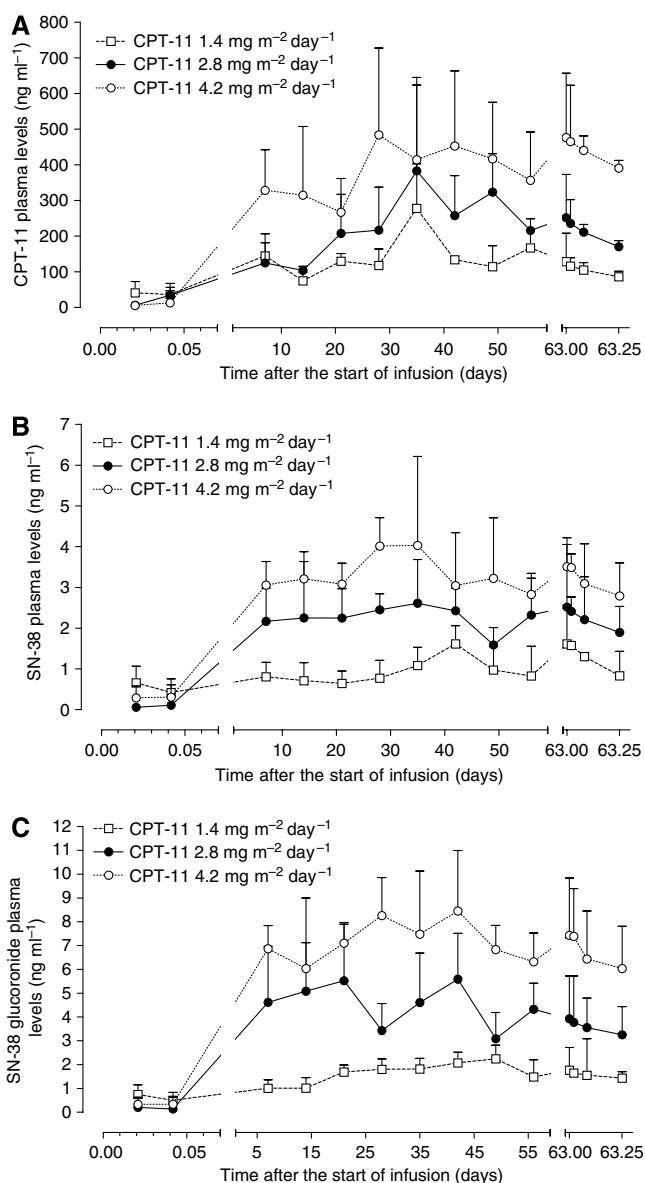 A
CPT-11 1.4 mg m⁻² day⁻¹
CPT-11 2.8 mg m⁻² day⁻¹
CPT-11 4.2 mg m⁻² day⁻¹
CPT-11 plasma levels (ng ml⁻¹)
800
700
600
500
400
300
200
100
0
0.00 0.05 10 20 30 40 50 63.00 63.25
Time after the start of infusion (days)
B
CPT-11 1.4 mg m⁻² day⁻¹
CPT-11 2.8 mg m⁻² day⁻¹
CPT-11 4.2 mg m⁻² day⁻¹
SN-38 plasma levels (ng ml⁻¹)
7
6
5
4
3
2
1
0
0.00 0.05 10 20 30 40 50 63.00 63.25
Time after the start of infusion (days)
C
CPT-11 1.4 mg m⁻² day⁻¹
CPT-11 2.8 mg m⁻² day⁻¹
CPT-11 4.2 mg m⁻² day⁻¹
SN-38 glucoronide plasma
levels (ng ml⁻¹)
12
11
10
9
8
7
6
5
4
3
2
1
0
0.00 0.05 5 15 25 35 45 55 63.00 63.25
Time after the start of infusion (days)